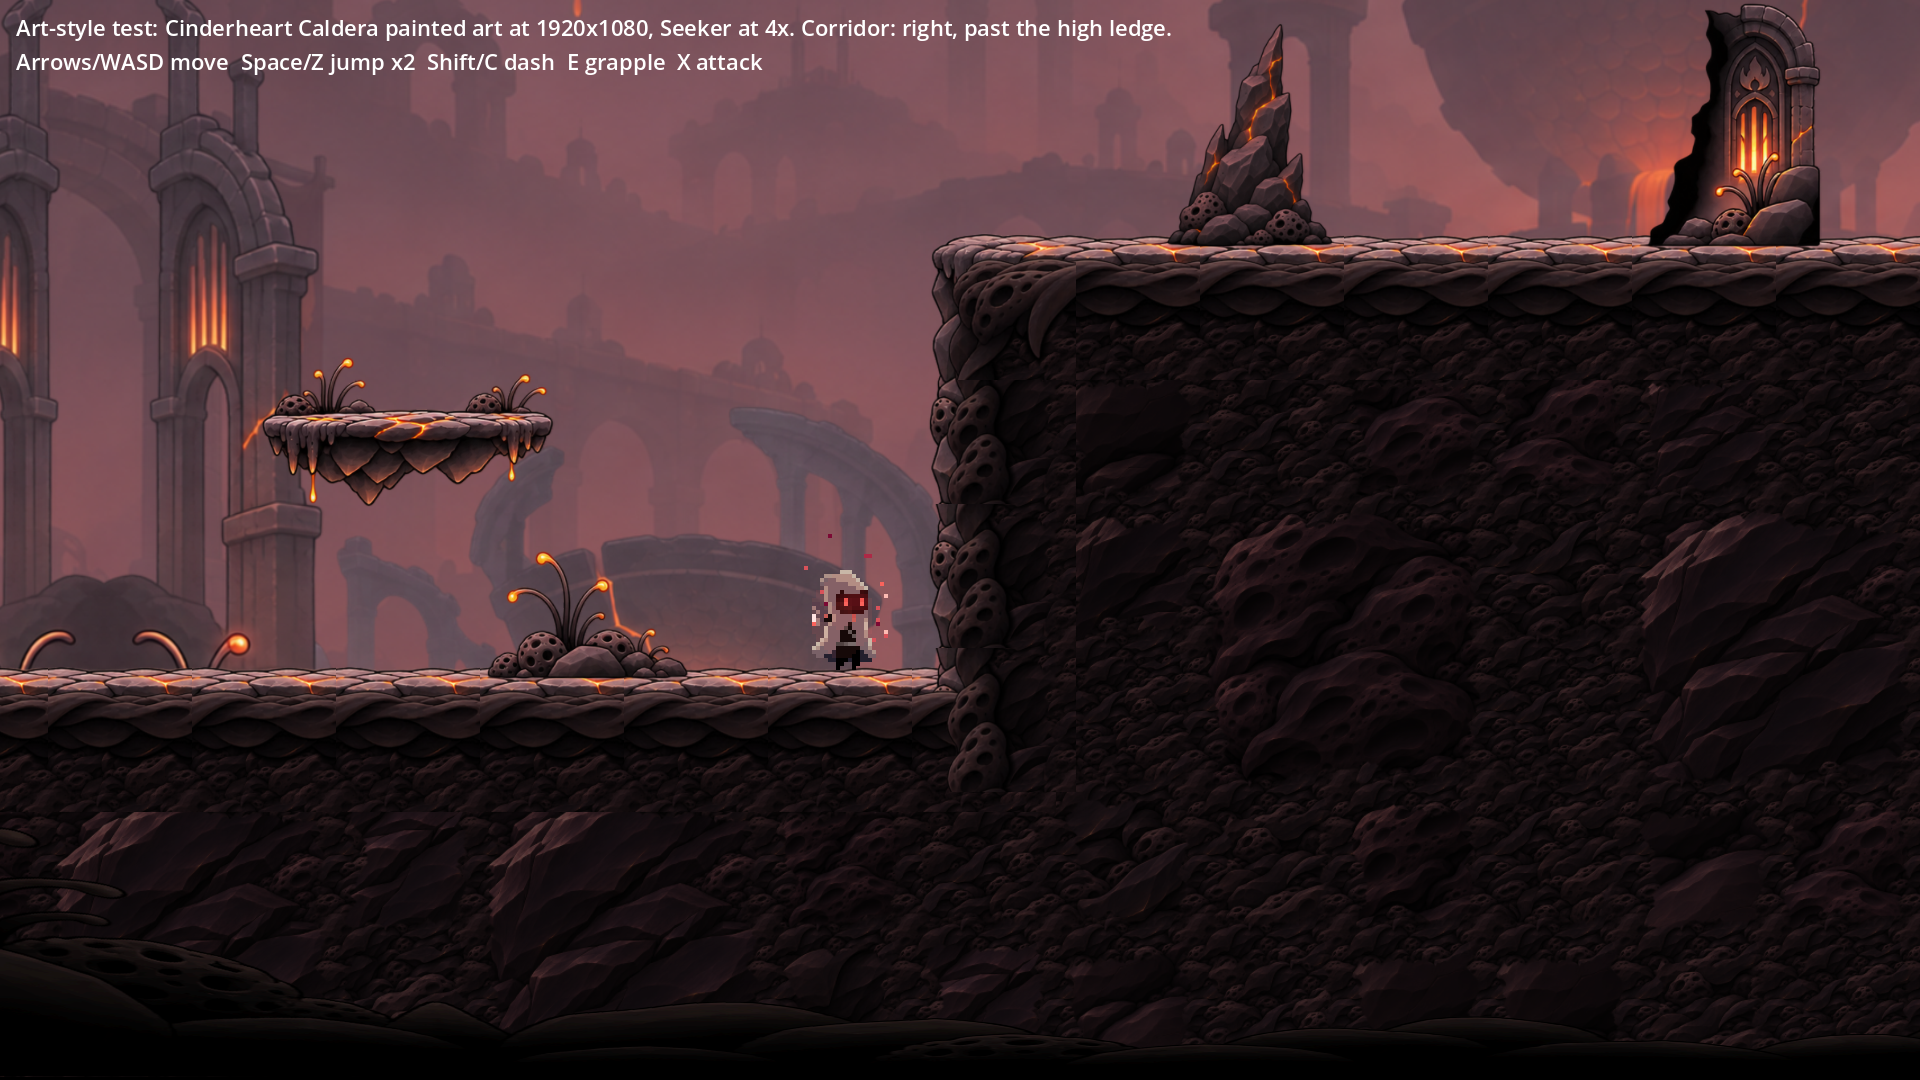 Art-style test: Cinderheart Caldera painted art at 1920x1080, Seeker at 4x. Corridor: right, past the high ledge.
Arrows/WASD move  Space/Z jump x2  Shift/C dash  E grapple  X attack